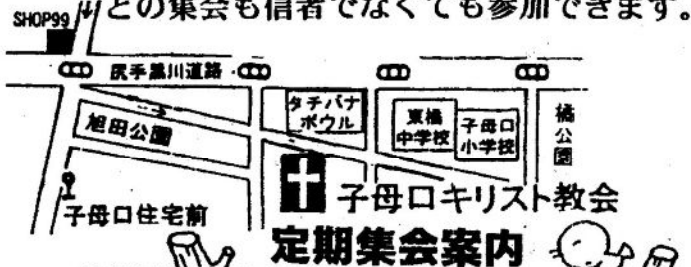 どの集会も信者でなくても参加できます。
SHOP99
尻手黒川道路
タチバナ
ボウル
東橘
中学校
子母口
小学校
橘公園
旭田公園
子母口住宅前
子母口キリスト教会
定期集会案内